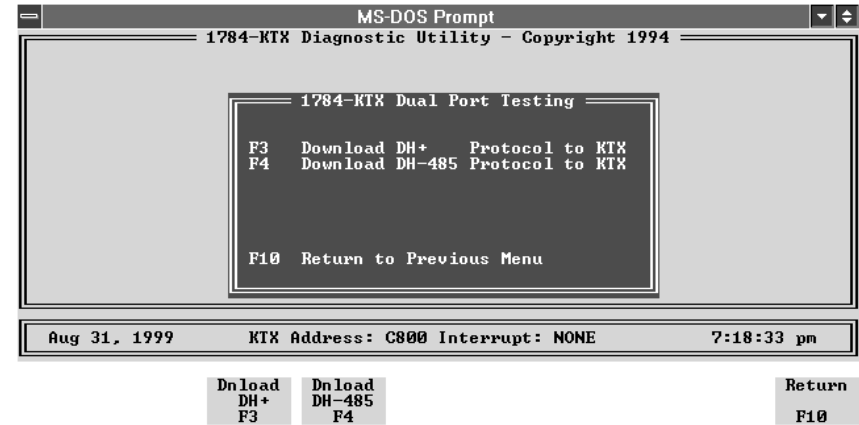 MS-DOS Prompt
1784-KTX Diagnostic Utility - Copyright 1994
1784-KTX Dual Port Testing
F3 Download DH+ Protocol to KTX
F4 Download DH-485 Protocol to KTX
F10 Return to Previous Menu
Aug 31, 1999 KTX Address: C800 Interrupt: NONE 7:18:33 pm
Dnload Dnload Return
DH+ DH-485
F3 F4 F10